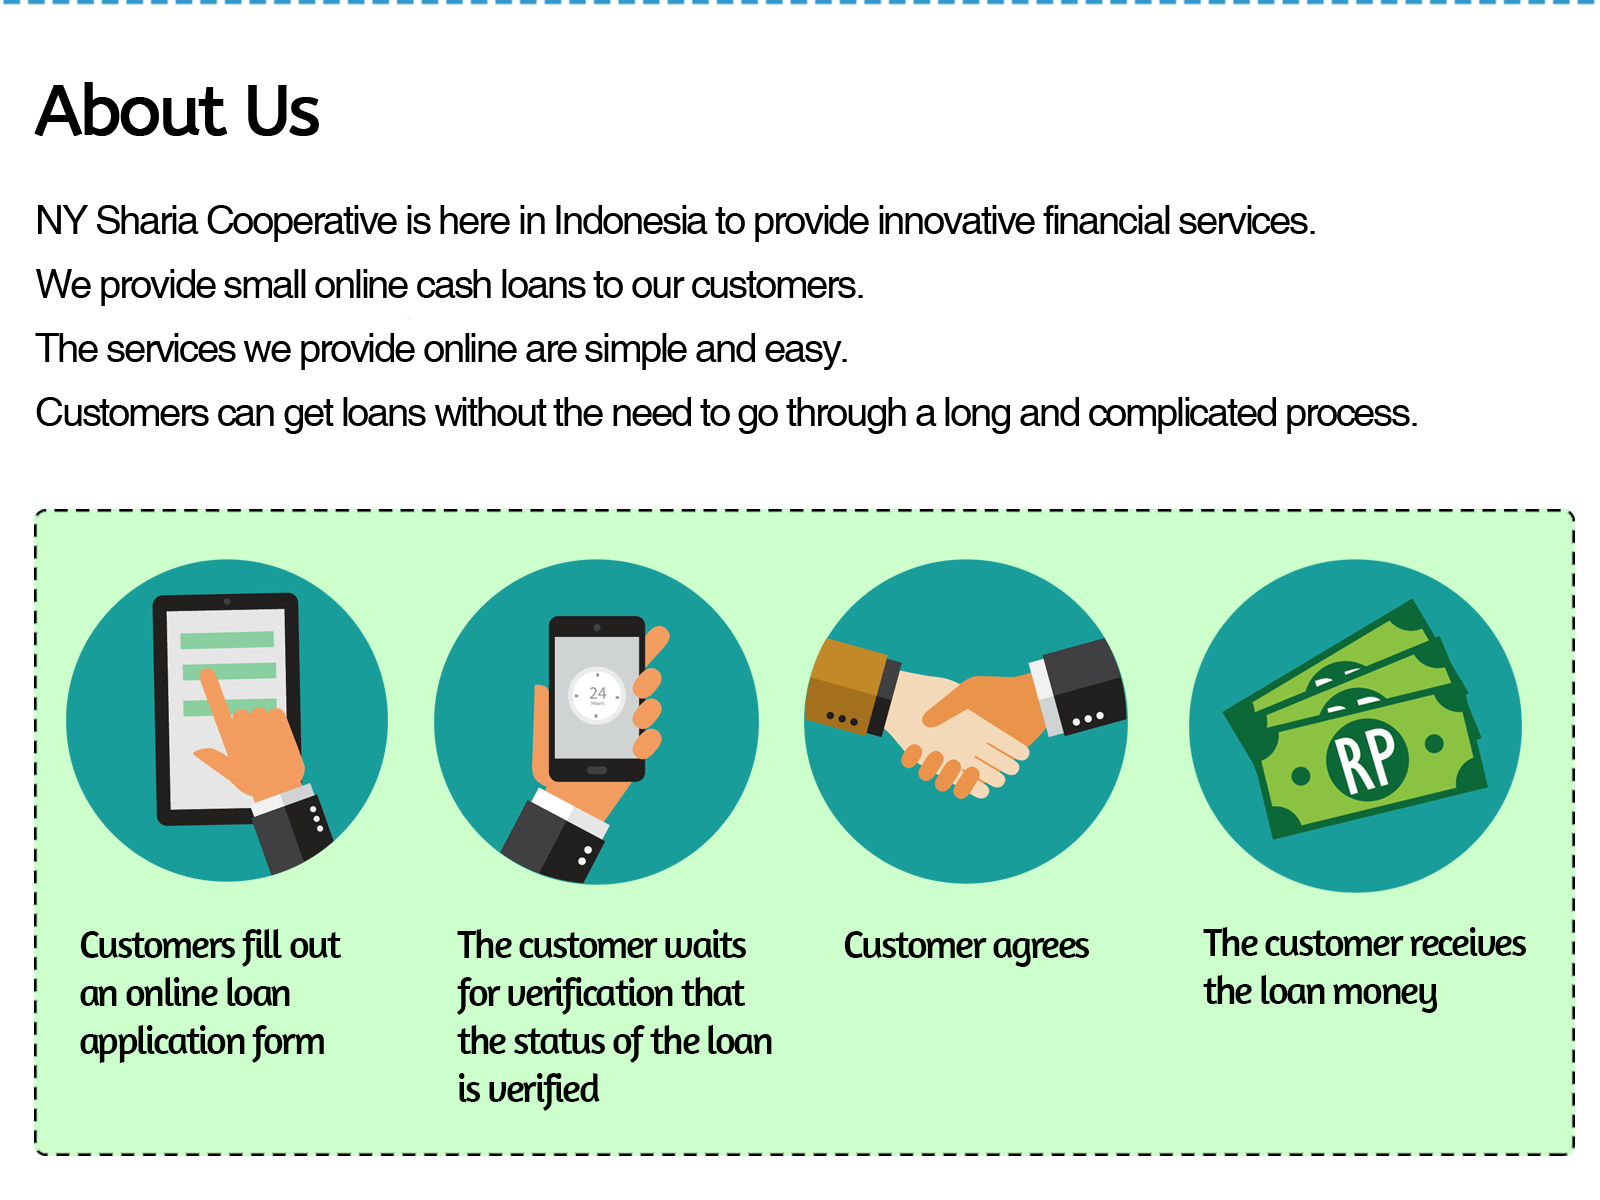 About Us
NY Sharia Cooperative is here in Indonesia to provide innovative financial services.
We provide small online cash loans to our customers.
The services we provide online are simple and easy.
Customers can get loans without the need to go through a long and complicated process.
24
Hours
RP
Customers fill out
an online loan
application form
The customer waits
for verification that
the status of the loan
is verified
Customer agrees
The customer receives
the loan money